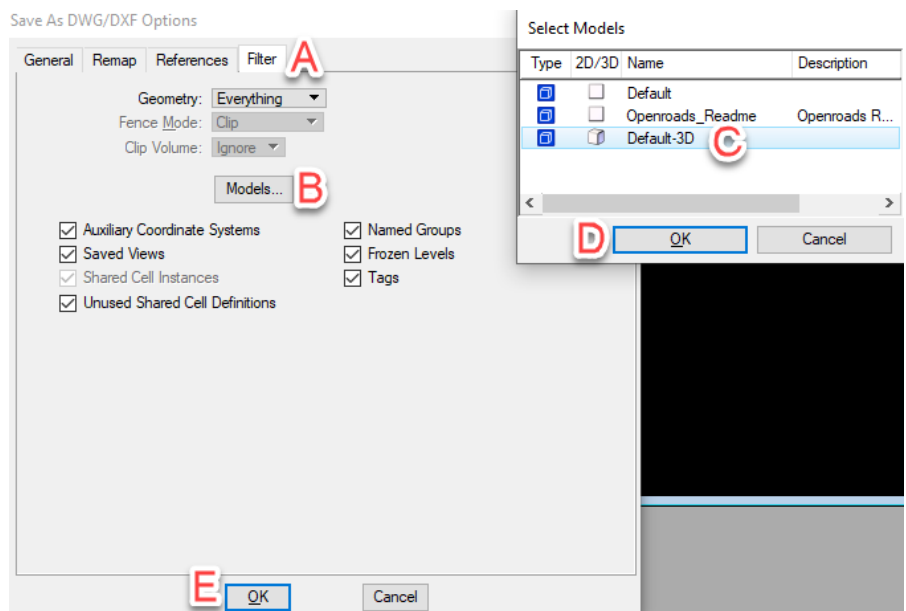 Save As DWG/DXF Options
General Remap References Filter A
Geometry: Everything
Fence Mode: Clip
Clip Volume: Ignore
Models... B
Auxiliary Coordinate Systems Named Groups
Saved Views Frozen Levels
Shared Cell Instances Tags
Unused Shared Cell Definitions
E OK Cancel
Select Models
Type 2D/3D Name Description
Default
Openroads_Readme Openroads R...
Default-3D C
D OK Cancel